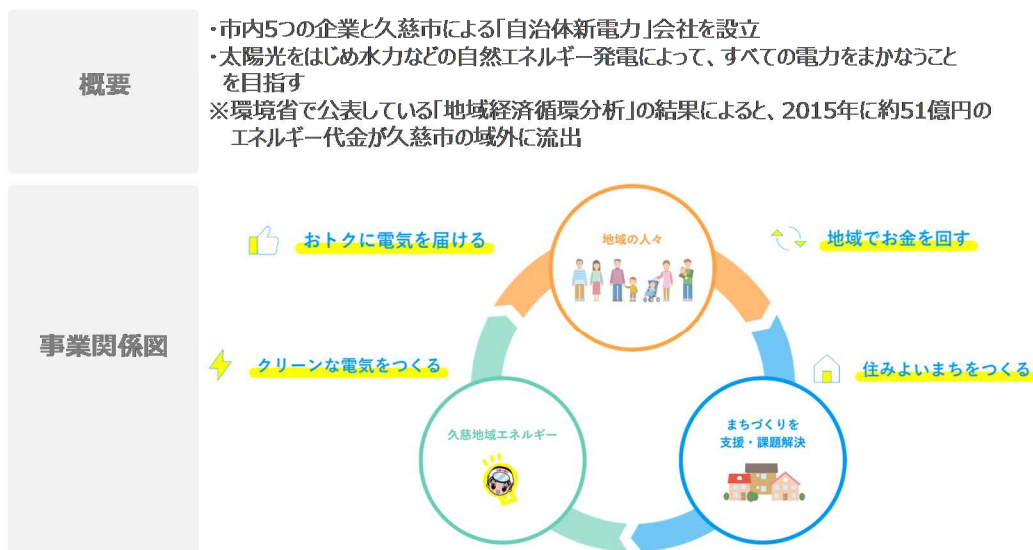 概要
・市内5つの企業と久慈市による「自治体新電力」会社を設立
・太陽光をはじめ水力などの自然エネルギー発電によって、すべての電力をまかなうこと
を目指す
※環境省で公表している「地域経済循環分析」の結果によると、2015年に約51億円の
エネルギー代金が久慈市の域外に流出
事業関係図
おトクに電気を届ける
地域の人々
地域でお金を回す
クリーンな電気をつくる
住みよいまちをつくる
久慈地域エネルギー
まちづくりを
支援・課題解決